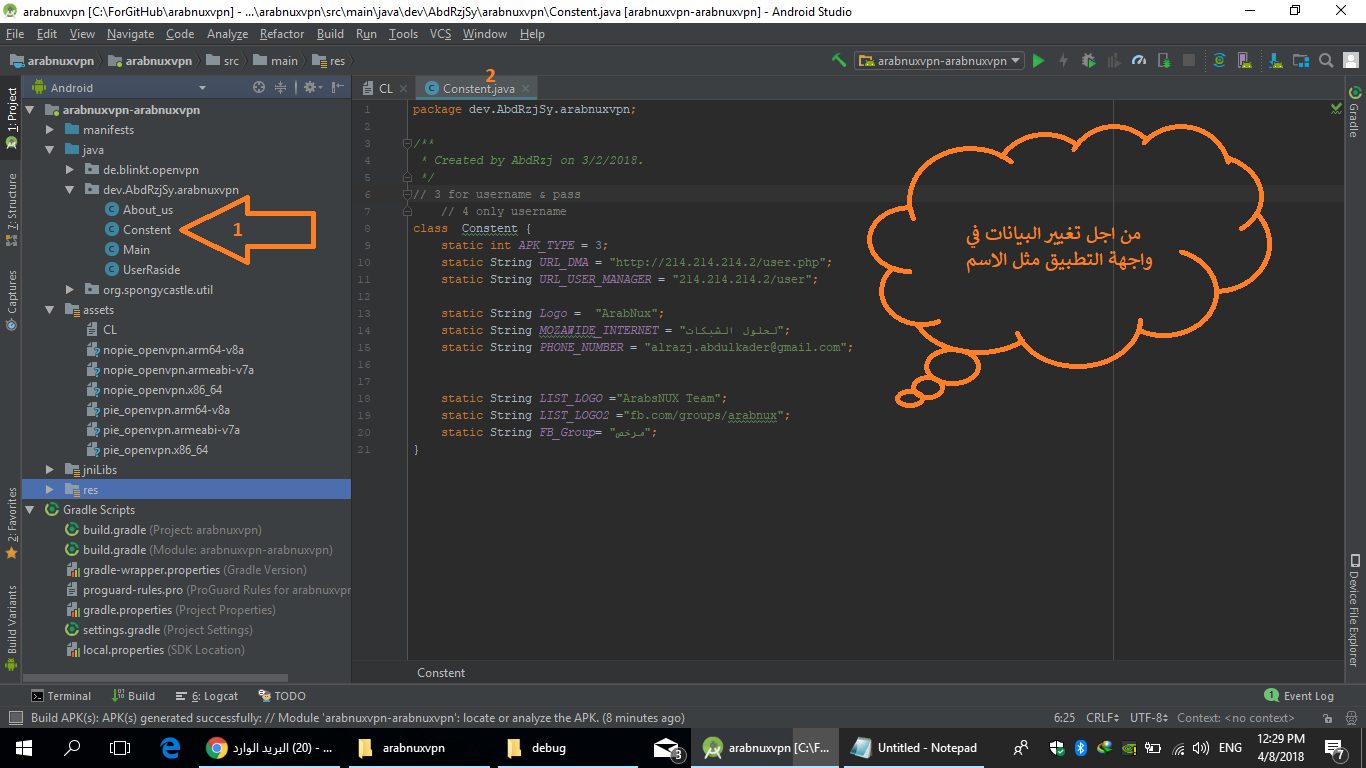 arabnuxvpn [C:\ForGitHub\arabnuxvpn] - ...\arabnuxvpn\src\main\java\dev\AbdRzjSy\arabnuxvpn\Constent.java [arabnuxvpn-arabnuxvpn] - Android Studio
File Edit View Navigate Code Analyze Refactor Build Run Tools VCS Window Help
arabnuxvpn arabnuxvpn src main res
arabnuxvpn-arabnuxvpn
1: Project
7: Structure
Captures
2: Favorites
Build Variants
Android
arabnuxvpn-arabnuxvpn
manifests
java
de.blinkt.openvpn
dev.AbdRzjSy.arabnuxvpn
About_us
Constent
1
Main
UserRaside
org.spongycastle.util
assets
CL
nopie_openvpn.arm64-v8a
nopie_openvpn.armeabi-v7a
nopie_openvpn.x86_64
pie_openvpn.arm64-v8a
pie_openvpn.armeabi-v7a
pie_openvpn.x86_64
jniLibs
res
Gradle Scripts
build.gradle (Project: arabnuxvpn)
build.gradle (Module: arabnuxvpn-arabnuxvpn)
gradle-wrapper.properties (Gradle Version)
proguard-rules.pro (ProGuard Rules for arabnuxvpn
gradle.properties (Project Properties)
settings.gradle (Project Settings)
local.properties (SDK Location)
2
CL Constent.java
1 package dev.AbdRzjSy.arabnuxvpn;
2
3 /**
4 * Created by AbdRzj on 3/2/2018.
5 */
6 // 3 for username & pass
7 // 4 only username
8 class Constent {
9 static int APK_TYPE = 3;
10 static String URL_DMA = "http://214.214.214.2/user.php";
11 static String URL_USER_MANAGER = "214.214.214.2/user";
12
13 static String Logo = "ArabNux";
14 static String MOZAWIDE_INTERNET = "لحلول الشبكات";
15 static String PHONE_NUMBER = "alrazj.abdulkader@gmail.com";
16
17
18 static String LIST_LOGO ="ArabsNUX Team";
19 static String LIST_LOGO2 ="fb.com/groups/arabnux";
20 static String FB_Group= "مرخص";
21 }
من اجل تغيير البيانات في
واجهة التطبيق مثل الاسم
Gradle
Device File Explorer
Constent
Terminal Build 6: Logcat TODO 1 Event Log
Build APK(s): APK(s) generated successfully: // Module 'arabnuxvpn-arabnuxvpn': locate or analyze the APK. (8 minutes ago) 6:25 CRLF UTF-8 Context: <no context>
البريد الوارد (20) - ... arabnuxvpn debug 3 arabnuxvpn [C:\F... Untitled - Notepad ENG 12:29 PM
4/8/2018 7